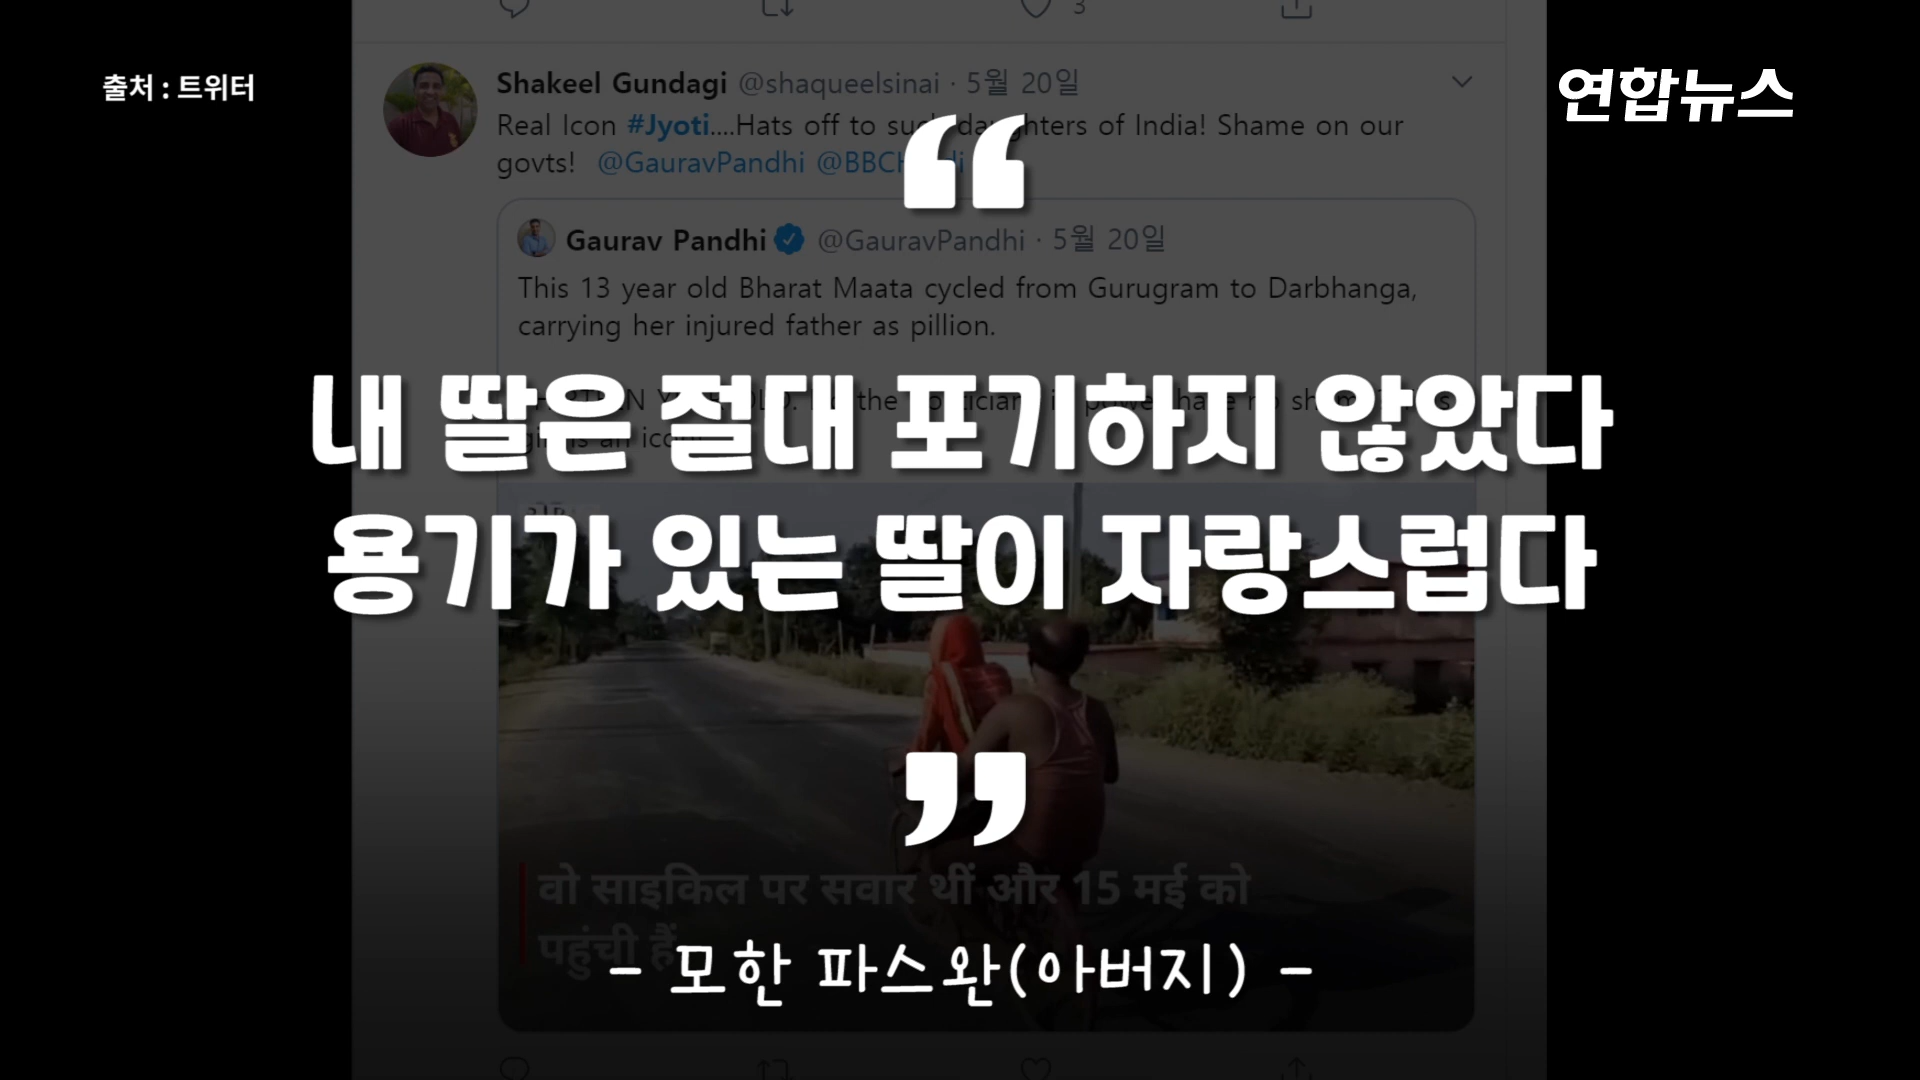 3
출처 : 트위터
연합뉴스
Shakeel Gundagi @shaqueelsinai · 5월 20일
Real Icon #Jyoti....Hats off to such daughters of India! Shame on our
govts! @GauravPandhi
Gaurav Pandhi @GauravPandhi · 5월 20일
This 13 year old Bharat Maata cycled from Gurugram to Darbhanga,
carrying her injured father as pillion.
“
내 딸은 절대 포기하지 않았다
용기가 있는 딸이 자랑스럽다
”
वो साइकिल पर सवार थीं और 15 मई को
पहुंची हैं
- 모한 파스완(아버지) -